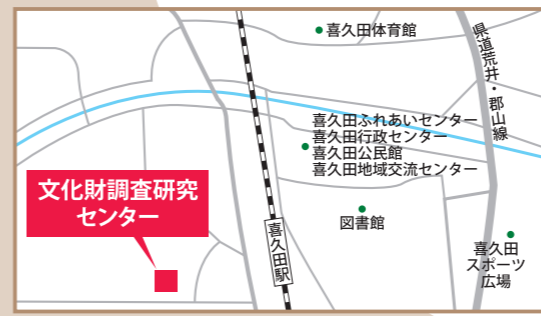 喜久田体育館
県道荒井・郡山線
喜久田ふれあいセンター
喜久田行政センター
喜久田公民館
喜久田地域交流センター
文化財調査研究
センター
図書館
喜久田駅
喜久田
スポーツ
広場